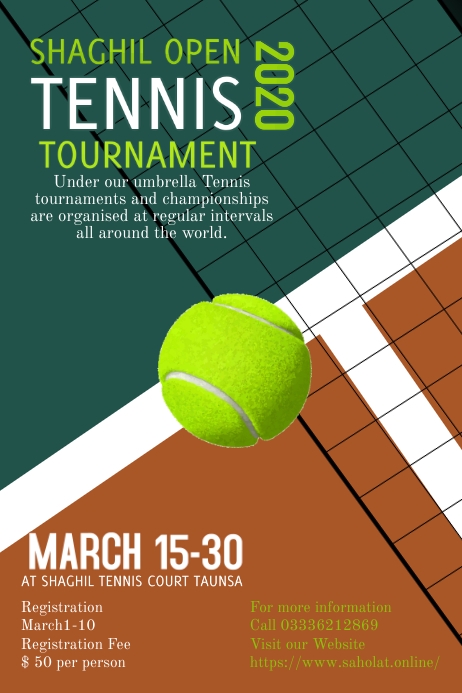 SHAGHIL OPEN
2020
TENNIS
TOURNAMENT
Under our umbrella Tennis
tournaments and championships
are organised at regular intervals
all around the world.
MARCH 15-30
AT SHAGHIL TENNIS COURT TAUNSA
Registration
March1-10
Registration Fee
$ 50 per person
For more information
Call 03336212869
Visit our Website
https://www.saholat.online/